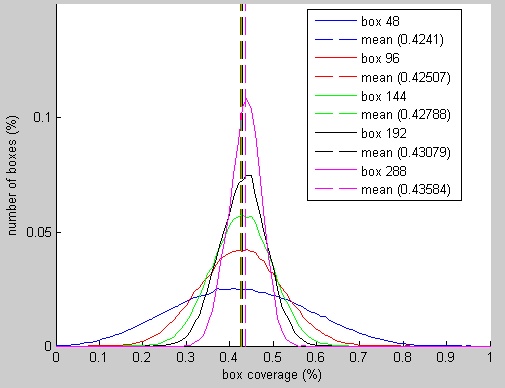 box 48
mean (0.4241)
box 96
mean (0.42507)
box 144
mean (0.42788)
box 192
mean (0.43079)
box 288
mean (0.43584)
0.1
0.05
0
number of boxes (%)
0 0.1 0.2 0.3 0.4 0.5 0.6 0.7 0.8 0.9 1
box coverage (%)